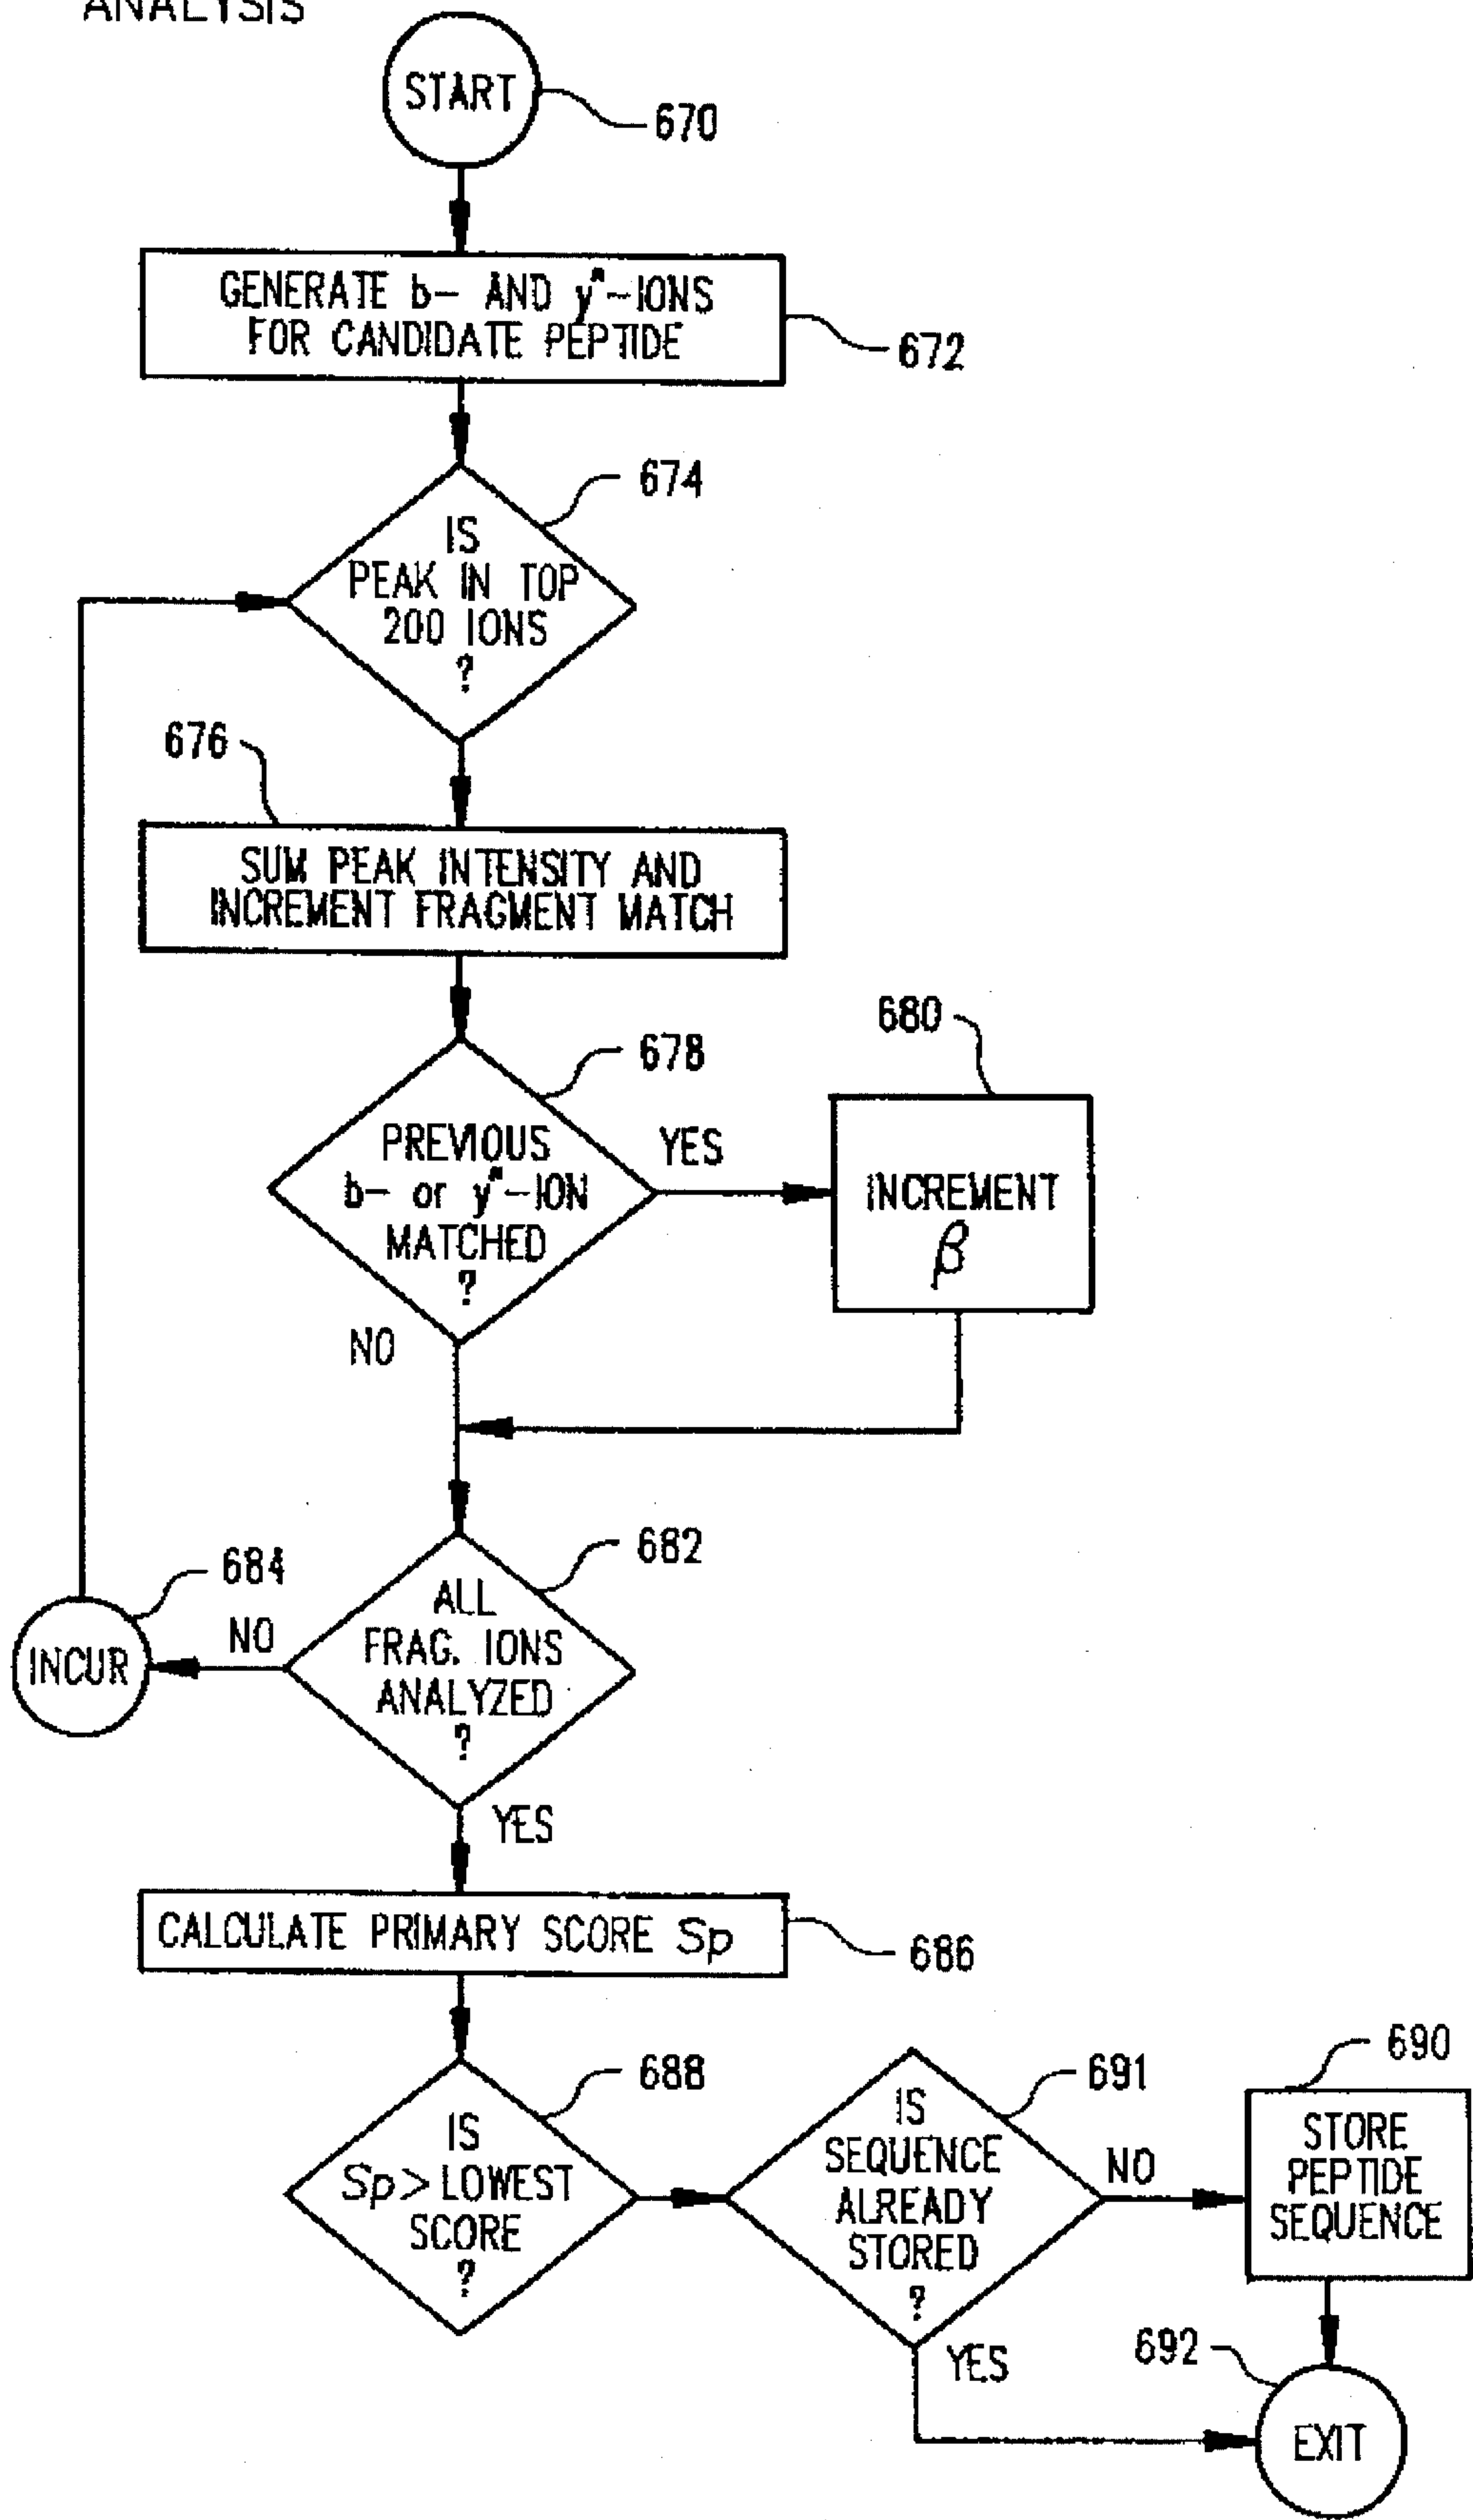 ANALYSIS
START
670
GENERATE b- AND y"-IONS
FOR CANDIDATE PEPTIDE
672
674
IS
PEAK IN TOP
200 IONS
?
676
SUM PEAK INTENSITY AND
INCREMENT FRAGMENT MATCH
678
PREVIOUS
b- or y"-ION
MATCHED
?
YES
680
INCREMENT
β
NO
682
ALL
FRAG. IONS
ANALYZED
?
NO
684
INCUR
YES
CALCULATE PRIMARY SCORE Sp
686
688
IS
Sp > LOWEST
SCORE
?
691
IS
SEQUENCE
ALREADY
STORED
?
NO
690
STORE
PEPTIDE
SEQUENCE
YES
692
EXIT